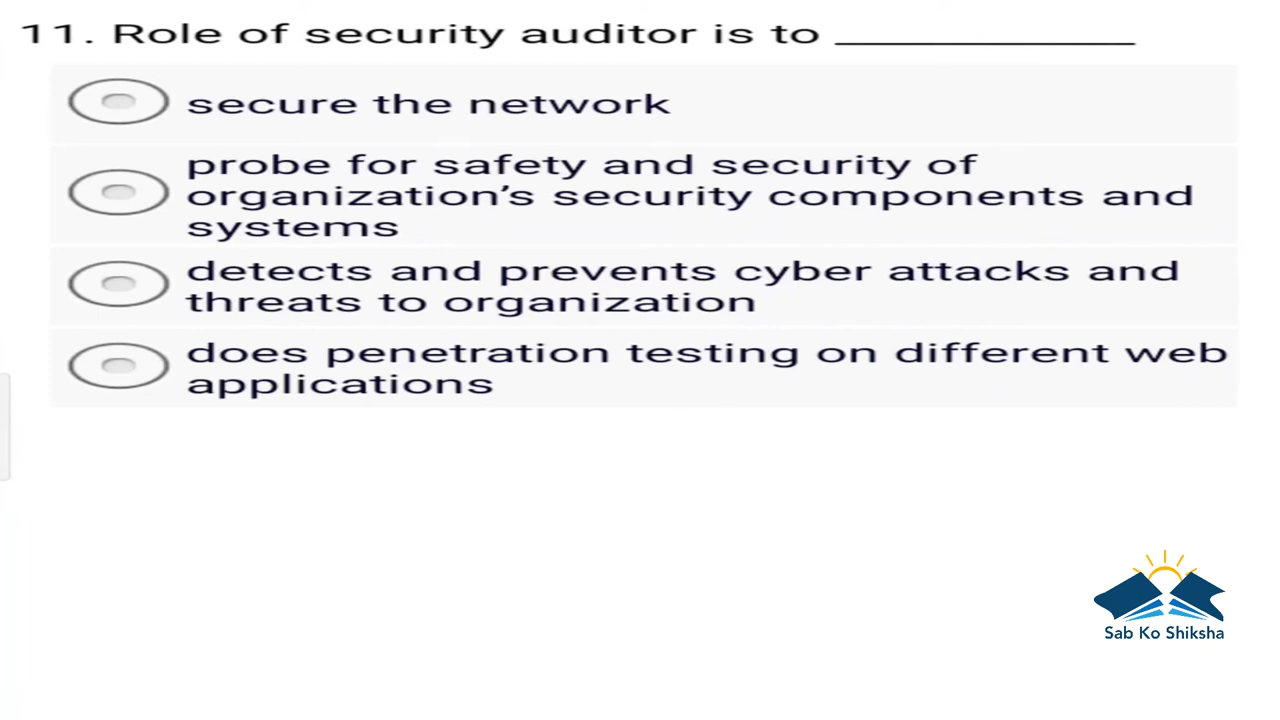 11. Role of security auditor is to ____________
secure the network
probe for safety and security of
organization’s security components and
systems
detects and prevents cyber attacks and
threats to organization
does penetration testing on different web
applications
Sab Ko Shiksha